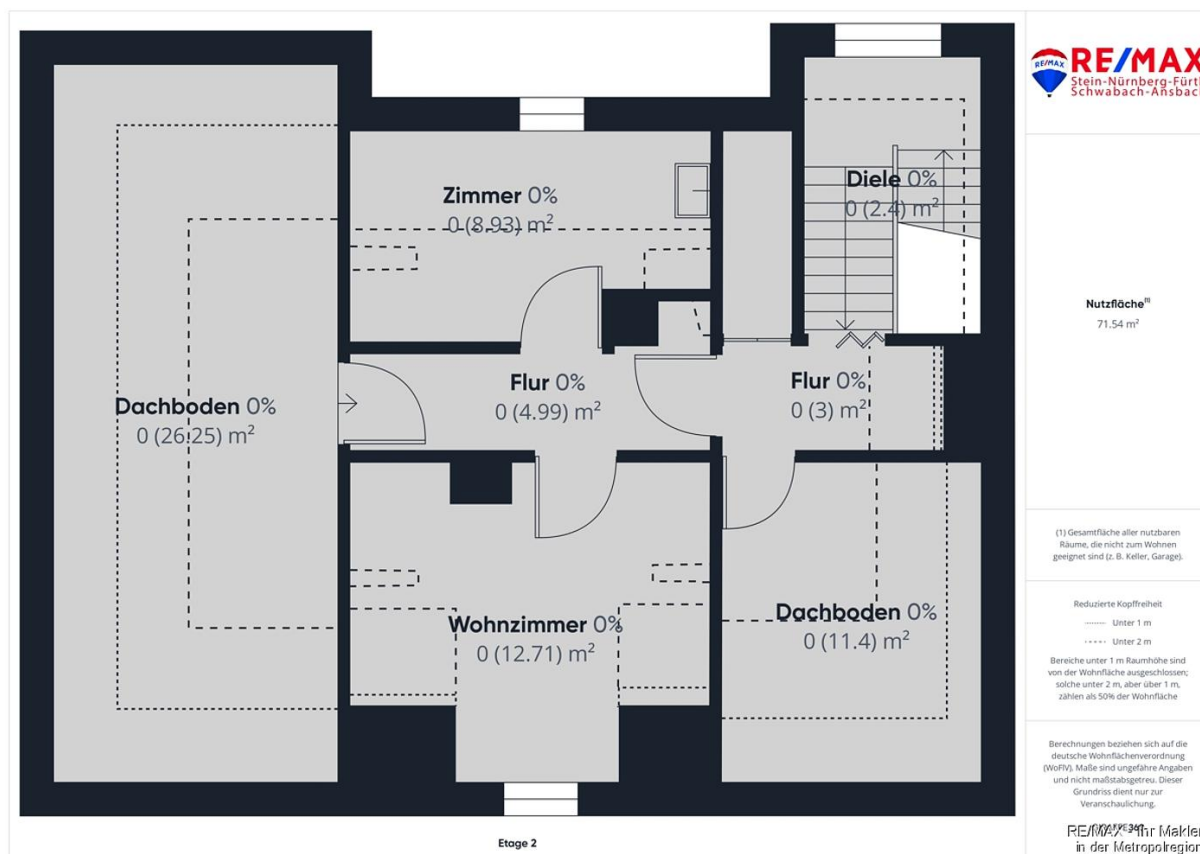 RE/MAX
RE/MAX
Stein-Nürnberg-Fürth
Schwabach-Ansbach
Zimmer 0%
0 (8.93) m²
Diele 0%
0 (2.4) m²
Nutzfläche(1)
71.54 m²
Flur 0%
0 (4.99) m²
Flur 0%
0 (3) m²
Dachboden 0%
0 (26.25) m²
Wohnzimmer 0%
0 (12.71) m²
Dachboden 0%
0 (11.4) m²
(1) Gesamtfläche aller nutzbaren
Räume, die nicht zum Wohnen
geeignet sind (z. B. Keller, Garage).
Reduzierte Kopffreiheit
Unter 1 m
Unter 2 m
Bereiche unter 1 m Raumhöhe sind
von der Wohnfläche ausgeschlossen;
solche unter 2 m, aber über 1 m,
zählen als 50% der Wohnfläche
Berechnungen beziehen sich auf die
deutsche Wohnflächenverordnung
(WoFlV). Maße sind ungefähre Angaben
und nicht maßstabsgetreu. Dieser
Grundriss dient nur zur
Veranschaulichung.
RE/MAX - Ihr Makler
in der Metropolregion
Etage 2